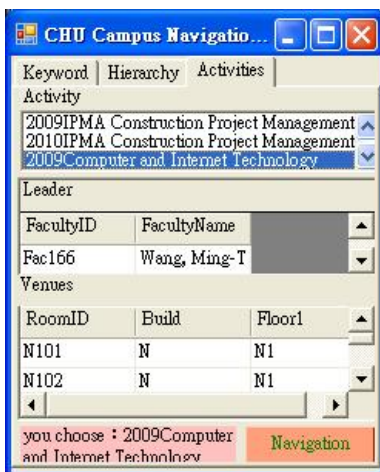 CHU Campus Navigatio...
Keyword Hierarchy Activities
Activity
2009IPMA Construction Project Management
2010IPMA Construction Project Management
2009Computer and Internet Technology
Leader
FacultyID FacultyName
Fac166 Wang, Ming-T
Venues
RoomID Build Floor1
N101 N N1
N102 N N1
you choose：2009Computer
and Internet Technology
Navigation